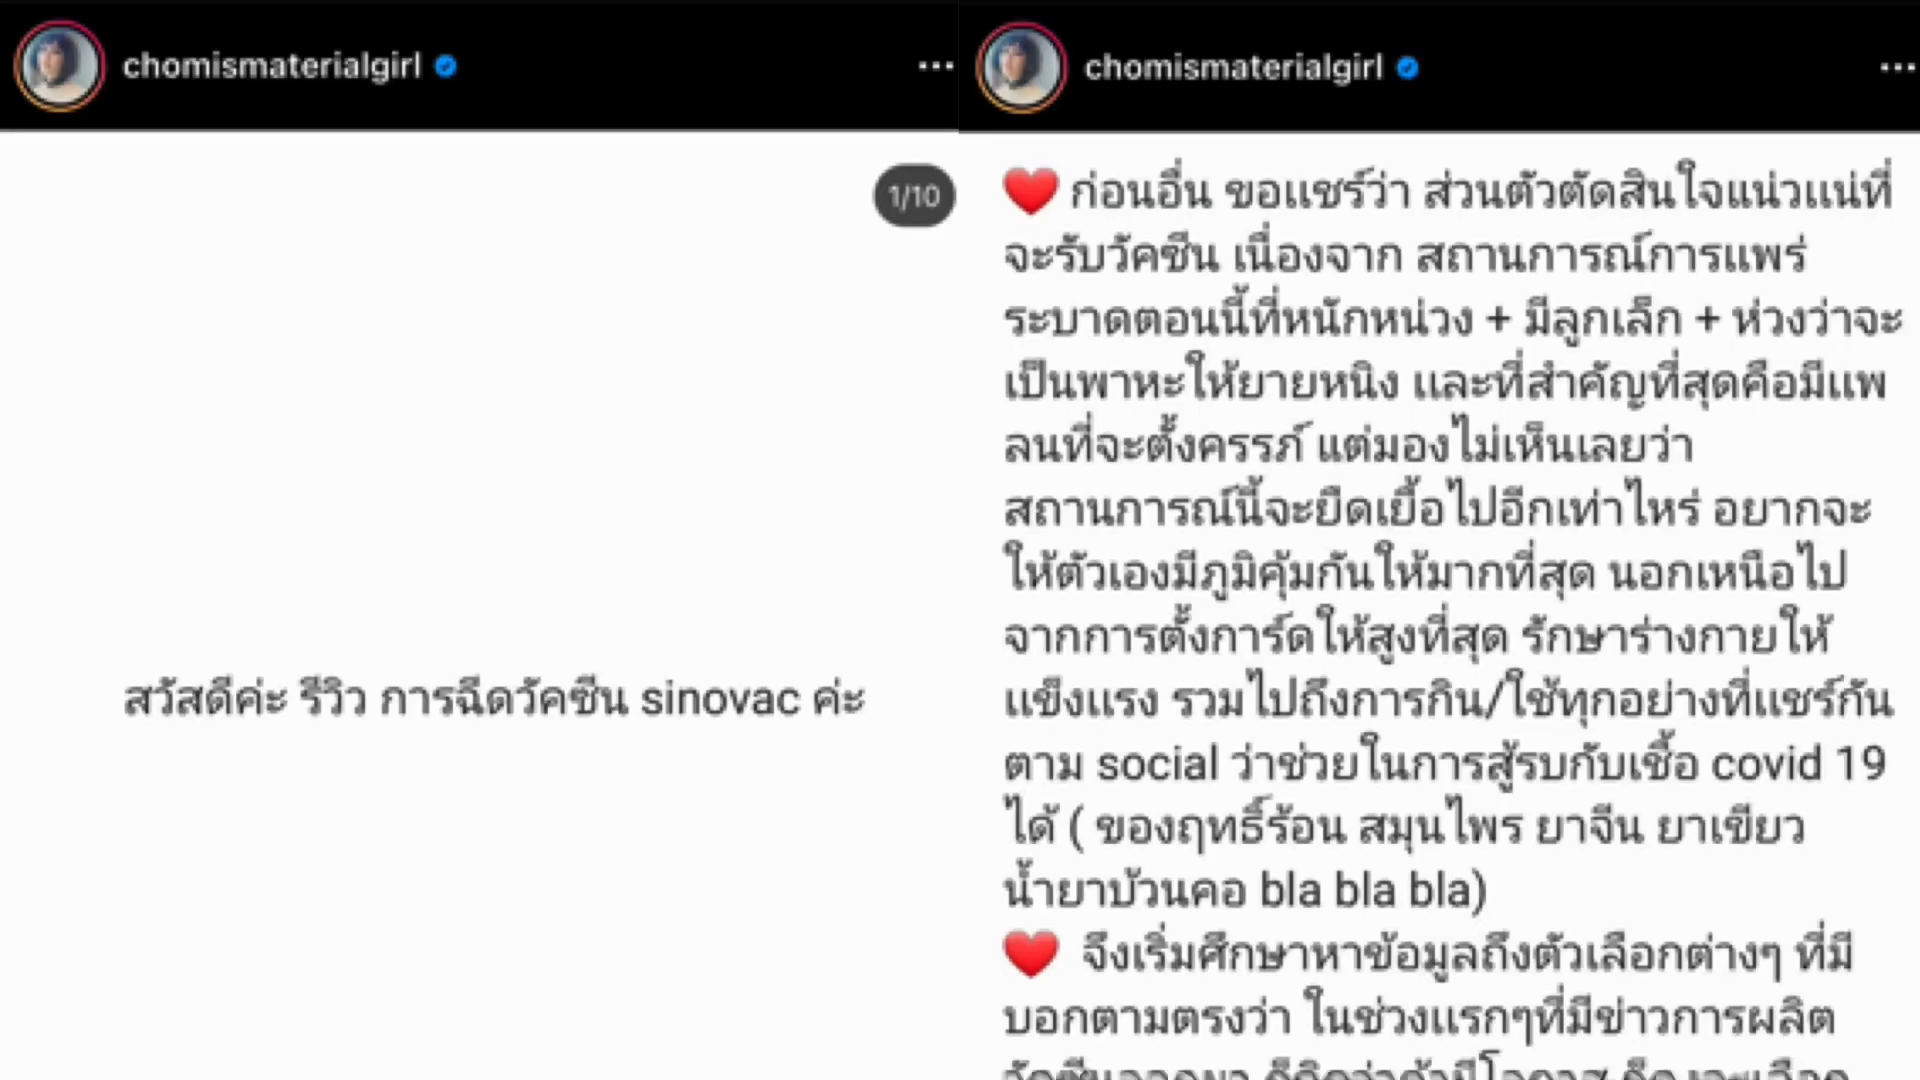 chomismaterialgirl
1/10
สวัสดีค่ะ รีวิว การฉีดวัคซีน sinovac ค่ะ
chomismaterialgirl
❤️ ก่อนอื่น ขอแชร์ว่า ส่วนตัวตัดสินใจแน่วแน่ที่
จะรับวัคซีน เนื่องจาก สถานการณ์การแพร่
ระบาดตอนนี้ที่หนักหน่วง + มีลูกเล็ก + ห่วงว่าจะ
เป็นพาหะให้ยายหนิง และที่สำคัญที่สุดคือมีแพ
ลนที่จะตั้งครรภ์ แต่มองไม่เห็นเลยว่า
สถานการณ์นี้จะยืดเยื้อไปอีกเท่าไหร่ อยากจะ
ให้ตัวเองมีภูมิคุ้มกันให้มากที่สุด นอกเหนือไป
จากการตั้งการ์ดให้สูงที่สุด รักษาร่างกายให้
แข็งแรง รวมไปถึงการกิน/ใช้ทุกอย่างที่แชร์กัน
ตาม social ว่าช่วยในการสู้รบกับเชื้อ covid 19
ได้ ( ของฤทธิ์ร้อน สมุนไพร ยาจีน ยาเขียว
น้ำยาบ้วนคอ bla bla bla)
❤️ จึงเริ่มศึกษาหาข้อมูลถึงตัวเลือกต่างๆ ที่มี
บอกตามตรงว่า ในช่วงแรกๆที่มีข่าวการผลิต